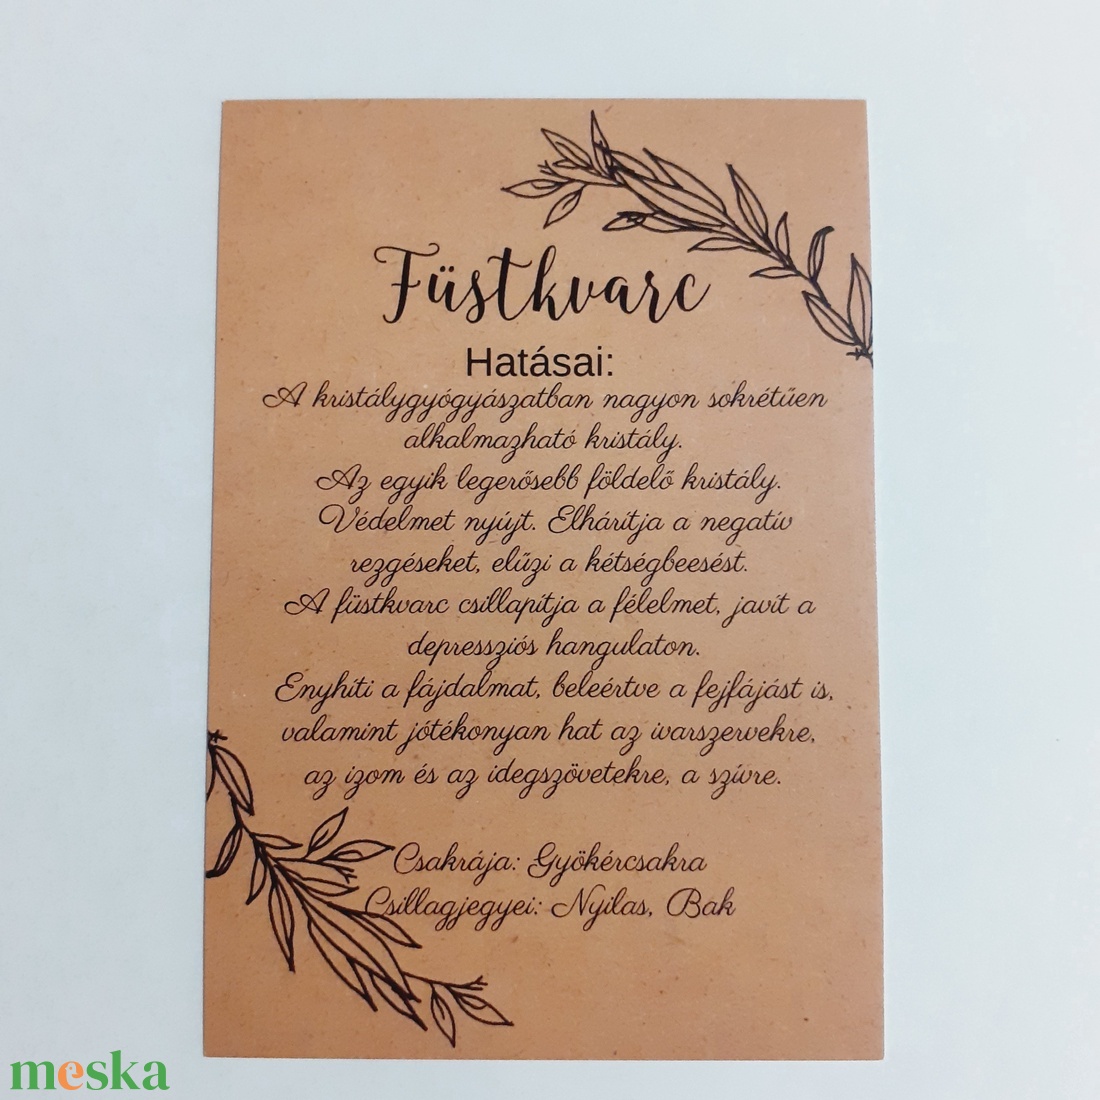 Füstkvarc
Hatásai:
A kristálygyógyászatban nagyon sokrétűen
alkalmazható kristály.
Az egyik legerősebb földelő kristály.
Védelmet nyújt. Elhárítja a negatív
rezgéseket, elűzi a kétségbeesést.
A füstkvarc csillapítja a félelmet, javít a
depressziós hangulaton.
Enyhíti a fájdalmat, beleértve a fejfájást is,
valamint jótékonyan hat az ivarszervekre,
az izom és az idegszövetekre, a szívre.
Csakrája: Gyökércsakra
Csillagjegyei: Nyilas, Bak
meska